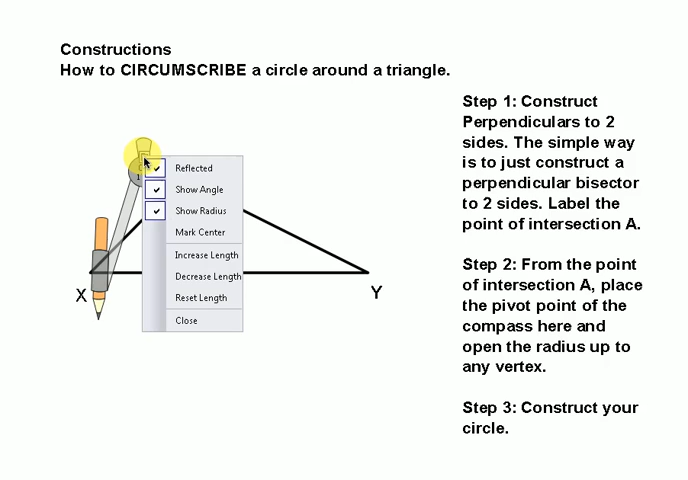 Constructions
How to CIRCUMSCRIBE a circle around a triangle.
Step 1: Construct
Perpendiculars to 2
sides. The simple way
is to just construct a
perpendicular bisector
to 2 sides. Label the
point of intersection A.
Step 2: From the point
of intersection A, place
the pivot point of the
compass here and
open the radius up to
any vertex.
Step 3: Construct your
circle.
Reflected
Show Angle
Show Radius
Mark Center
Increase Length
Decrease Length
Reset Length
Close
X
Y